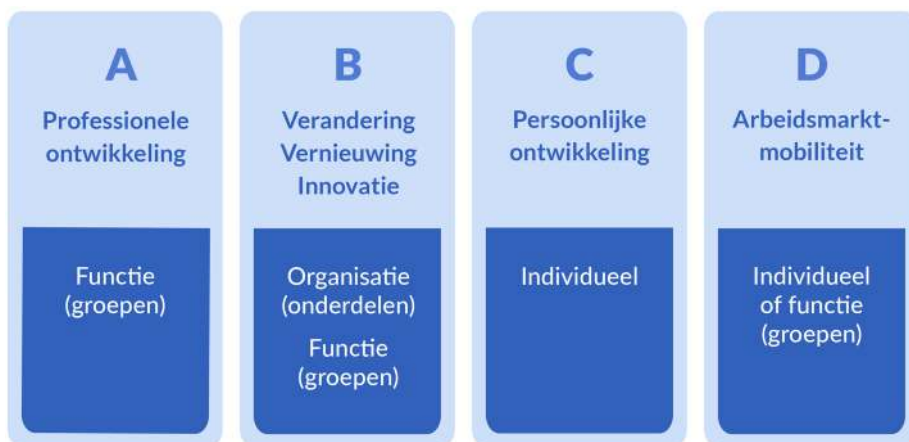 A
Professionele
ontwikkeling
Functie
(groepen)
B
Verandering
Vernieuwing
Innovatie
Organisatie
(onderdelen)
Functie
(groepen)
C
Persoonlijke
ontwikkeling
Individueel
D
Arbeidsmarkt-
mobiliteit
Individueel
of functie
(groepen)